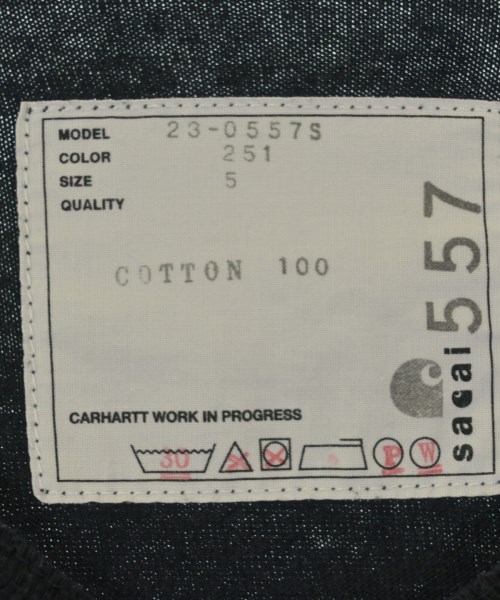 MODEL 23-0557S
COLOR 251
SIZE 5
QUALITY
COTTON 100
557
sacai
CARHARTT WORK IN PROGRESS
30 P W